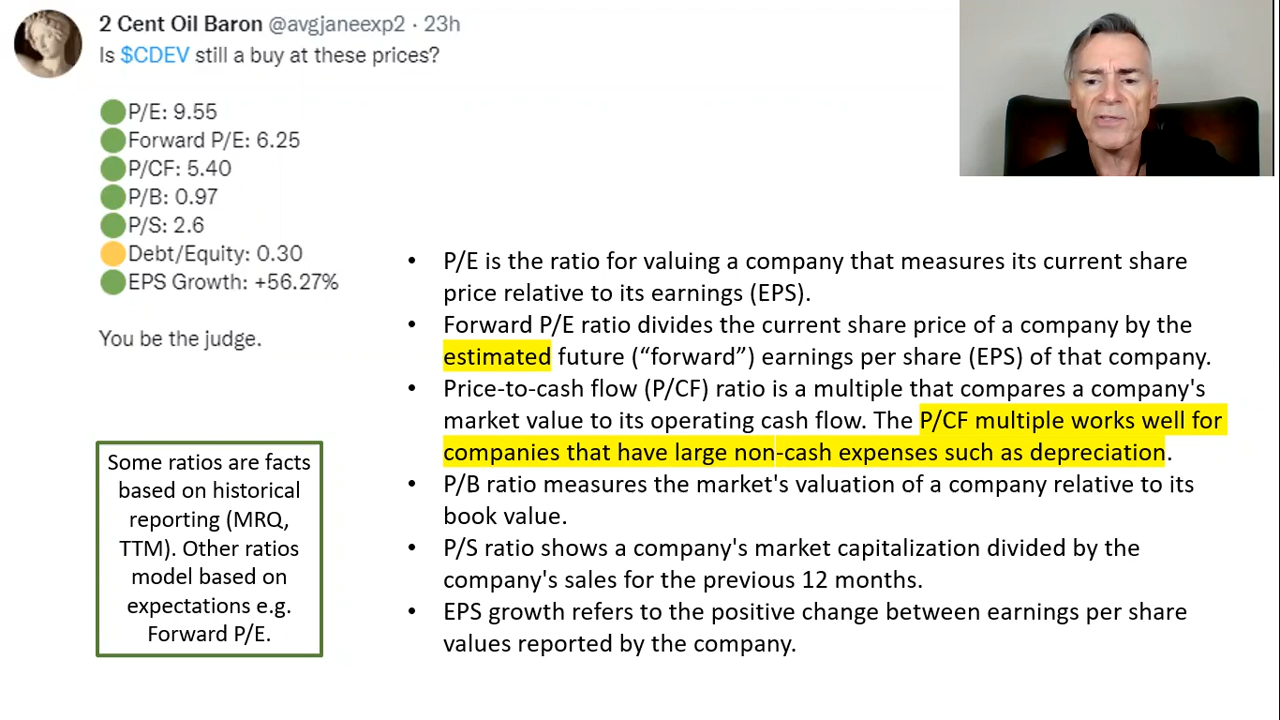 2 Cent Oil Baron @avgjaneexp2 · 23h
Is $CDEV still a buy at these prices?
P/E: 9.55
Forward P/E: 6.25
P/CF: 5.40
P/B: 0.97
P/S: 2.6
Debt/Equity: 0.30
EPS Growth: +56.27%
You be the judge.
Some ratios are facts
based on historical
reporting (MRQ,
TTM). Other ratios
model based on
expectations e.g.
Forward P/E.
• P/E is the ratio for valuing a company that measures its current share
price relative to its earnings (EPS).
• Forward P/E ratio divides the current share price of a company by the
estimated future (“forward”) earnings per share (EPS) of that company.
• Price-to-cash flow (P/CF) ratio is a multiple that compares a company's
market value to its operating cash flow. The P/CF multiple works well for
companies that have large non-cash expenses such as depreciation.
• P/B ratio measures the market's valuation of a company relative to its
book value.
• P/S ratio shows a company's market capitalization divided by the
company's sales for the previous 12 months.
• EPS growth refers to the positive change between earnings per share
values reported by the company.